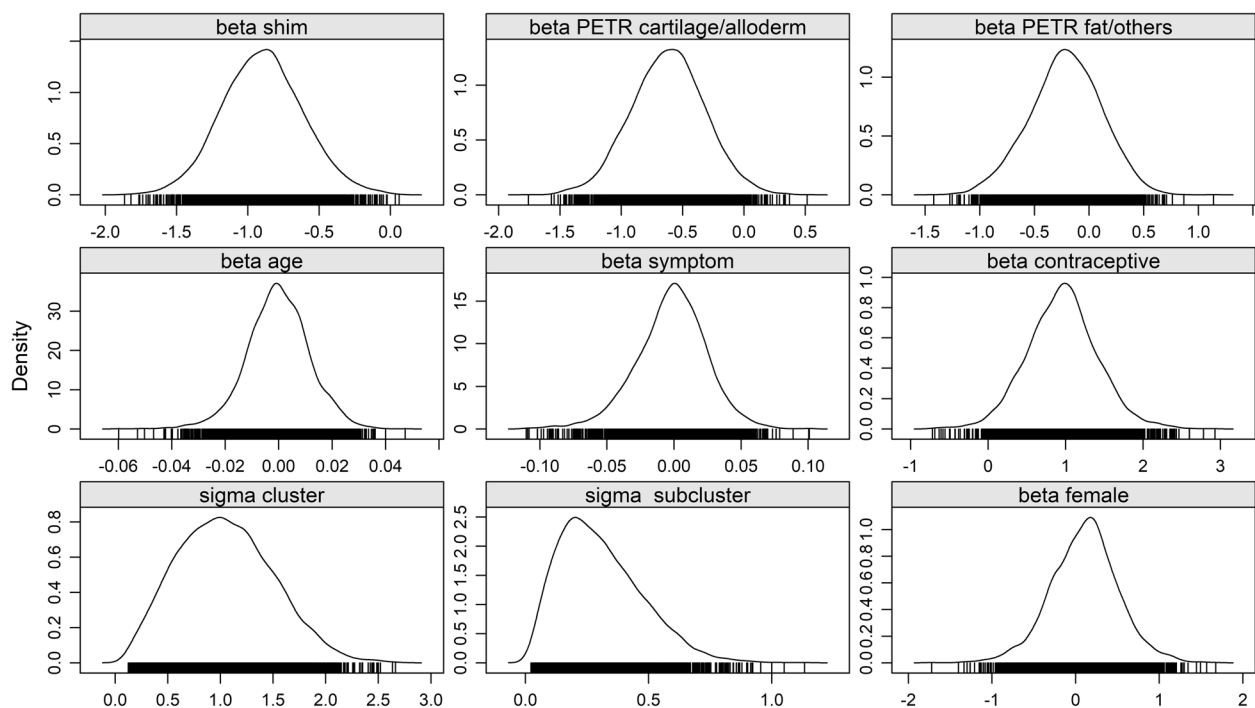 beta shim
beta PETR cartilage/alloderm
beta PETR fat/others
0.0 0.5 1.0
0.0 0.5 1.0
0.0 0.5 1.0
-2.0 -1.5 -1.0 -0.5 0.0
-2.0 -1.5 -1.0 -0.5 0.0 0.5
-1.5 -1.0 -0.5 0.0 0.5 1.0
beta age
beta symptom
beta contraceptive
Density
0 10 20 30
0 5 10 15
0.0 0.2 0.4 0.6 0.8 1.0
-0.06 -0.04 -0.02 0.00 0.02 0.04
-0.10 -0.05 0.00 0.05 0.10
-1 0 1 2 3
sigma cluster
sigma subcluster
beta female
0.0 0.2 0.4 0.6 0.8
0.0 0.5 1.0 1.5 2.0 2.5
0.0 0.2 0.4 0.6 0.8 1.0
0.0 0.5 1.0 1.5 2.0 2.5 3.0
0.0 0.5 1.0
-2 -1 0 1 2